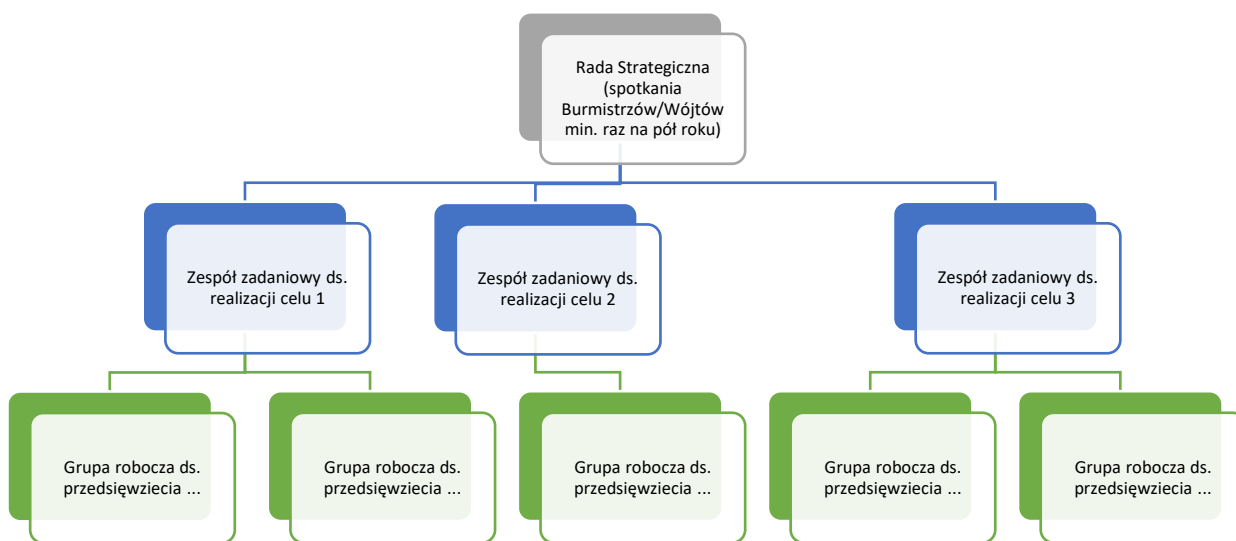 Rada Strategiczna
(spotkania
Burmistrzów/Wójtów
min. raz na pół roku)
Zespół zadaniowy ds.
realizacji celu 1
Zespół zadaniowy ds.
realizacji celu 2
Zespół zadaniowy ds.
realizacji celu 3
Grupa robocza ds.
przedsięwziecia ...
Grupa robocza ds.
przedsięwziecia ...
Grupa robocza ds.
przedsięwziecia ...
Grupa robocza ds.
przedsięwziecia ...
Grupa robocza ds.
przedsięwziecia ...